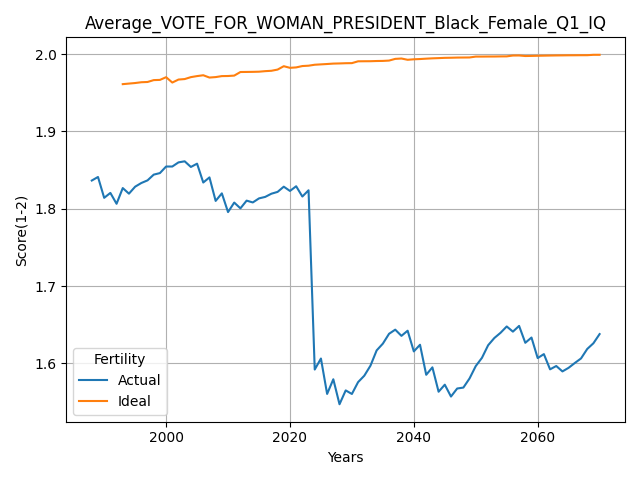 Average_VOTE_FOR_WOMAN_PRESIDENT_Black_Female_Q1_IQ
2.0
1.9
1.8
1.7
1.6
Score(1-2)
Fertility
Actual
Ideal
2000 2020 2040 2060
Years